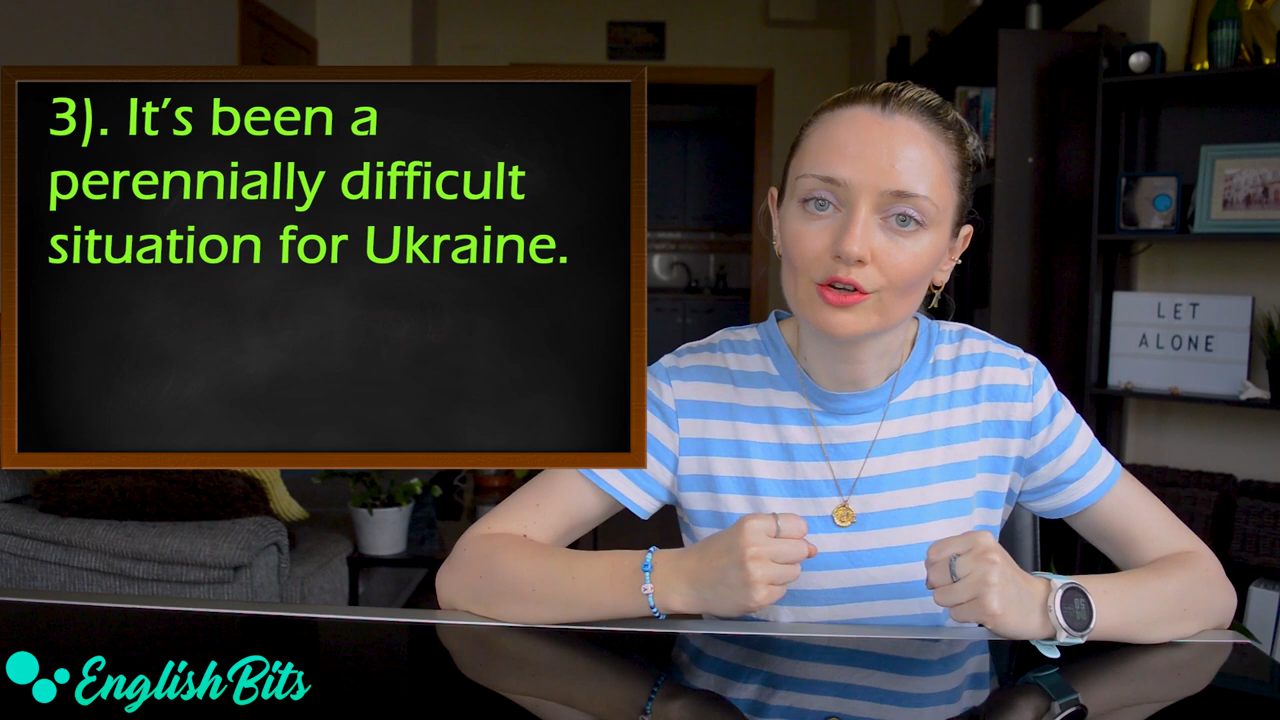 3). It's been a
perennially difficult
situation for Ukraine.
LET
ALONE
EnglishBits